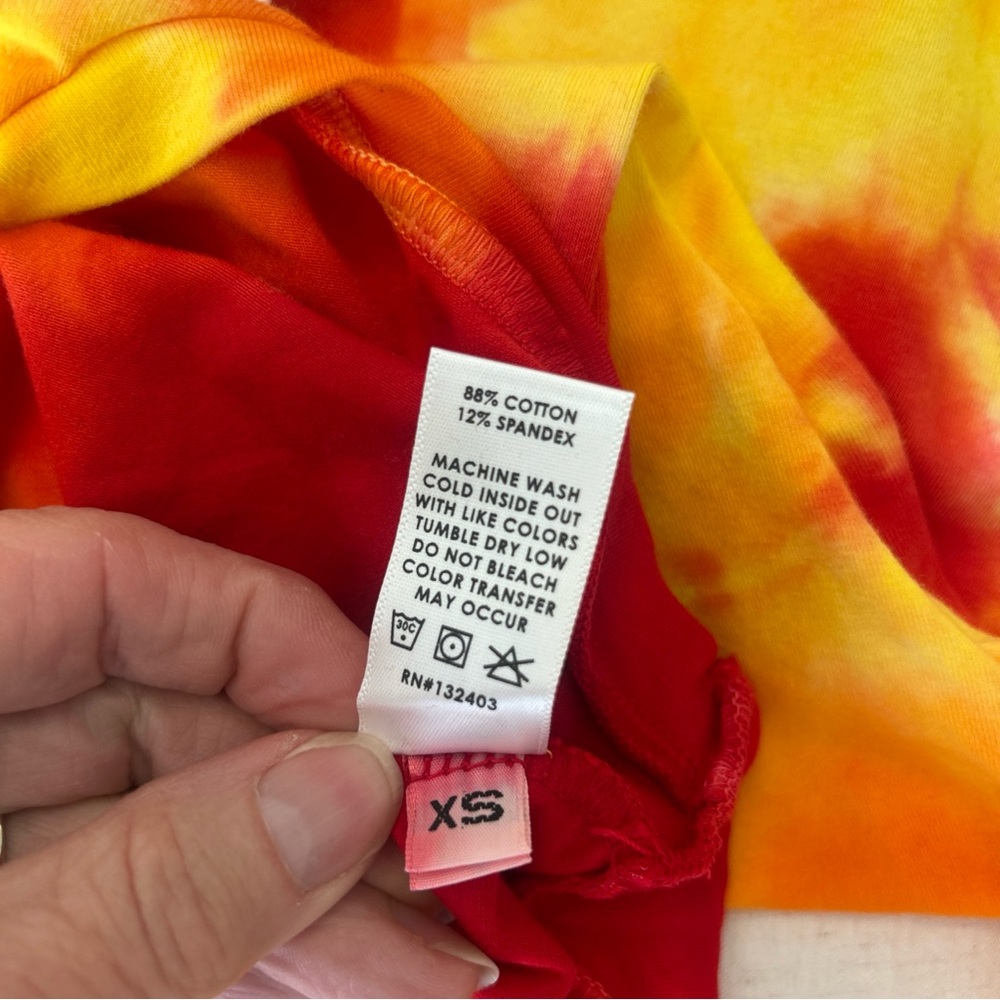 88% COTTON
12% SPANDEX
MACHINE WASH
COLD INSIDE OUT
WITH LIKE COLORS
TUMBLE DRY LOW
DO NOT BLEACH
COLOR TRANSFER
MAY OCCUR
30C
RN#132403
XS